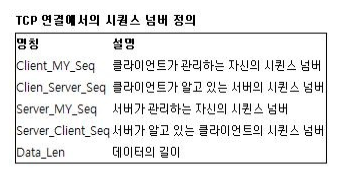 TCP 연결에서의 시퀀스 넘버 정의
명칭 설명
Client_MY_Seq 클라이언트가 관리하는 자신의 시퀀스 넘버
Clien_Server_Seq 클라이언트가 알고 있는 서버의 시퀀스 넘버
Server_MY_Seq 서버가 관리하는 자신의 시퀀스 넘버
Server_Client_Seq 서버가 알고 있는 클라이언트의 시퀀스 넘버
Data_Len 데이터의 길이